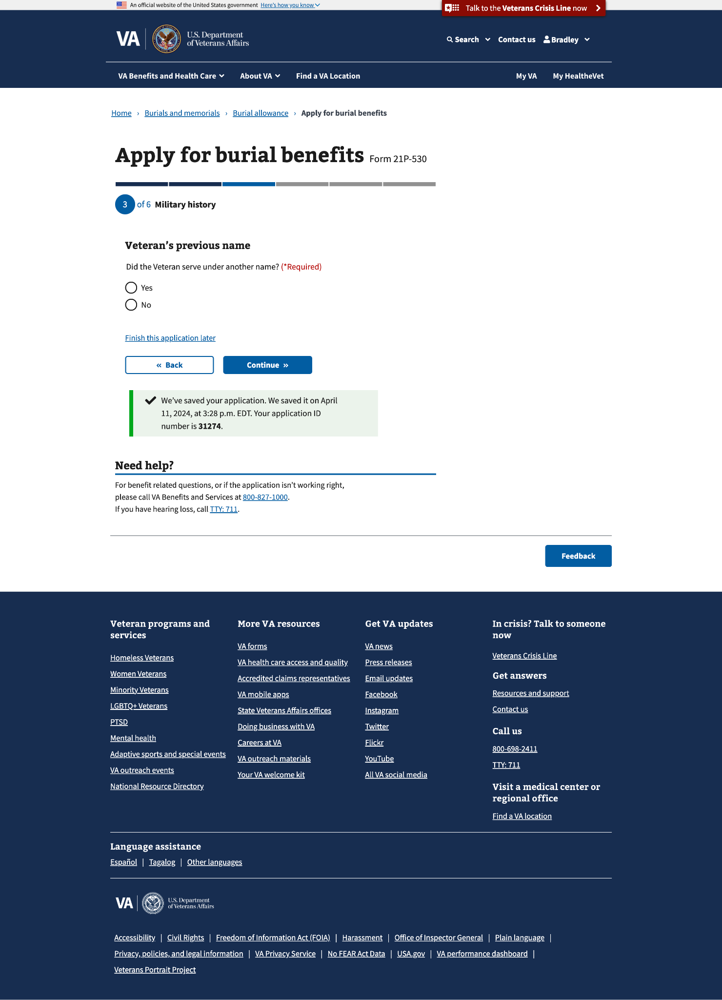 An official website of the United States government Here's how you know
Talk to the Veterans Crisis Line now
VA
U.S. Department
of Veterans Affairs
Search Contact us Bradley
VA Benefits and Health Care About VA Find a VA Location My VA My HealtheVet
Home › Burials and memorials › Burial allowance › Apply for burial benefits
Apply for burial benefits Form 21P-530
3 of 6 Military history
Veteran’s previous name
Did the Veteran serve under another name? (*Required)
Yes
No
Finish this application later
« Back Continue »
We’ve saved your application. We saved it on April
11, 2024, at 3:28 p.m. EDT. Your application ID
number is 31274.
Need help?
For benefit related questions, or if the application isn’t working right,
please call VA Benefits and Services at 800-827-1000.
If you have hearing loss, call TTY: 711.
Feedback
Veteran programs and
services
Homeless Veterans
Women Veterans
Minority Veterans
LGBTQ+ Veterans
PTSD
Mental health
Adaptive sports and special events
VA outreach events
National Resource Directory
More VA resources
VA forms
VA health care access and quality
Accredited claims representatives
VA mobile apps
State Veterans Affairs offices
Doing business with VA
Careers at VA
VA outreach materials
Your VA welcome kit
Get VA updates
VA news
Press releases
Email updates
Facebook
Instagram
Twitter
Flickr
YouTube
All VA social media
In crisis? Talk to someone
now
Veterans Crisis Line
Get answers
Resources and support
Contact us
Call us
800-698-2411
TTY: 711
Visit a medical center or
regional office
Find a VA location
Language assistance
Español | Tagalog | Other languages
VA
U.S. Department
of Veterans Affairs
Accessibility | Civil Rights | Freedom of Information Act (FOIA) | Harassment | Office of Inspector General | Plain language |
Privacy, policies, and legal information | VA Privacy Service | No FEAR Act Data | USA.gov | VA performance dashboard |
Veterans Portrait Project